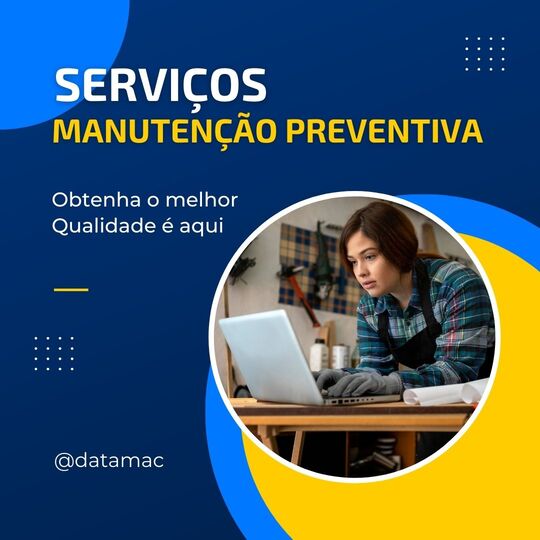 SERVIÇOS
MANUTENÇÃO PREVENTIVA
Obtenha o melhor
Qualidade é aqui
@datamac